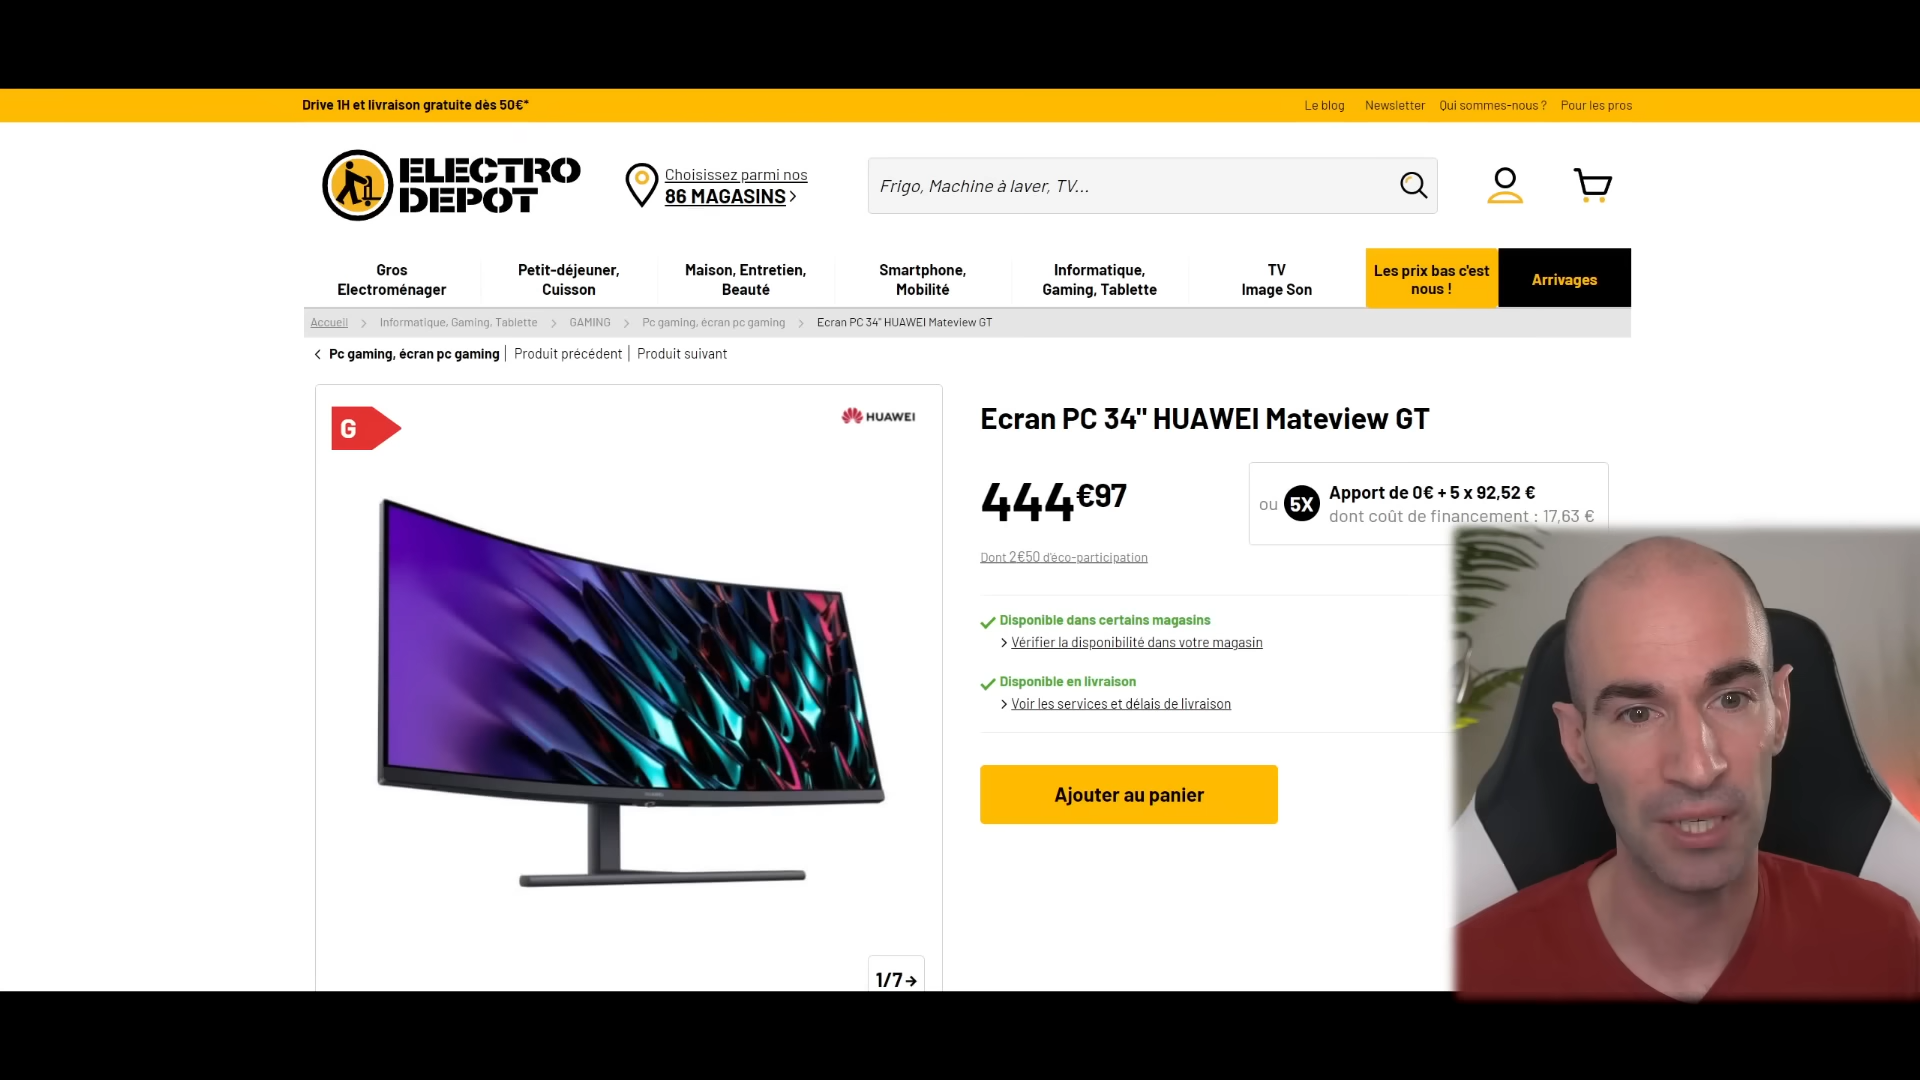 Drive 1H et livraison gratuite dès 50€*
Le blog
Newsletter
Qui sommes-nous ?
Pour les pros
ELECTRO
DEPOT
Choisissez parmi nos
86 MAGASINS
Frigo, Machine à laver, TV...
Gros
Electroménager
Petit-déjeuner,
Cuisson
Maison, Entretien,
Beauté
Smartphone,
Mobilité
Informatique,
Gaming, Tablette
TV
Image Son
Les prix bas c'est
nous !
Arrivages
Accueil > Informatique, Gaming, Tablette > GAMING > Pc gaming, écran pc gaming > Ecran PC 34" HUAWEI Mateview GT
Pc gaming, écran pc gaming | Produit précédent | Produit suivant
G
HUAWEI
Ecran PC 34" HUAWEI Mateview GT
444€97
ou 5X
Apport de 0€ + 5 x 92,52 €
dont coût de financement : 17,63 €
Dont 2€50 d'éco-participation
Disponible dans certains magasins
> Vérifier la disponibilité dans votre magasin
Disponible en livraison
> Voir les services et délais de livraison
Ajouter au panier
1/7